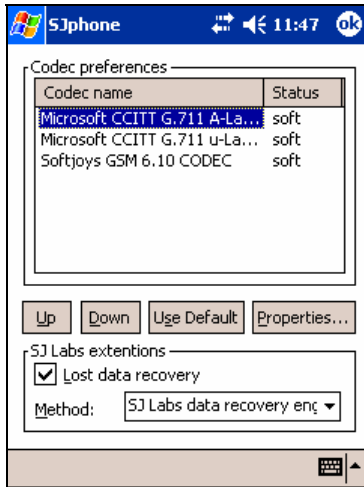 SJphone 11:47 ok
Codec preferences
Codec name Status
Microsoft CCITT G.711 A-La... soft
Microsoft CCITT G.711 u-La... soft
Softjoys GSM 6.10 CODEC soft
Up Down Use Default Properties...
SJ Labs extentions
Lost data recovery
Method: SJ Labs data recovery eng